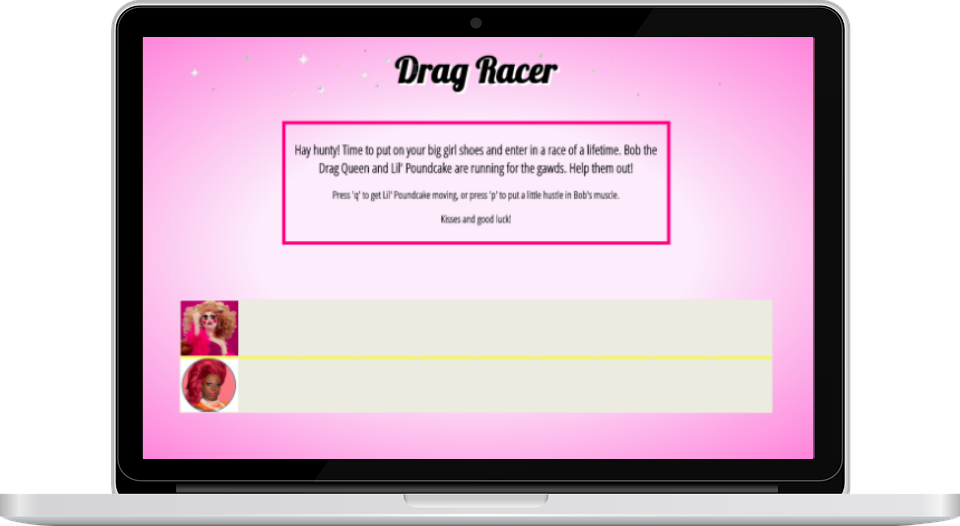 Drag Racer
Hay hunty! Time to put on your big girl shoes and enter in a race of a lifetime. Bob the
Drag Queen and Lil' Poundcake are running for the gawds. Help them out!
Press 'q' to get Lil' Poundcake moving, or press 'p' to put a little hustle in Bob's muscle.
Kisses and good luck!